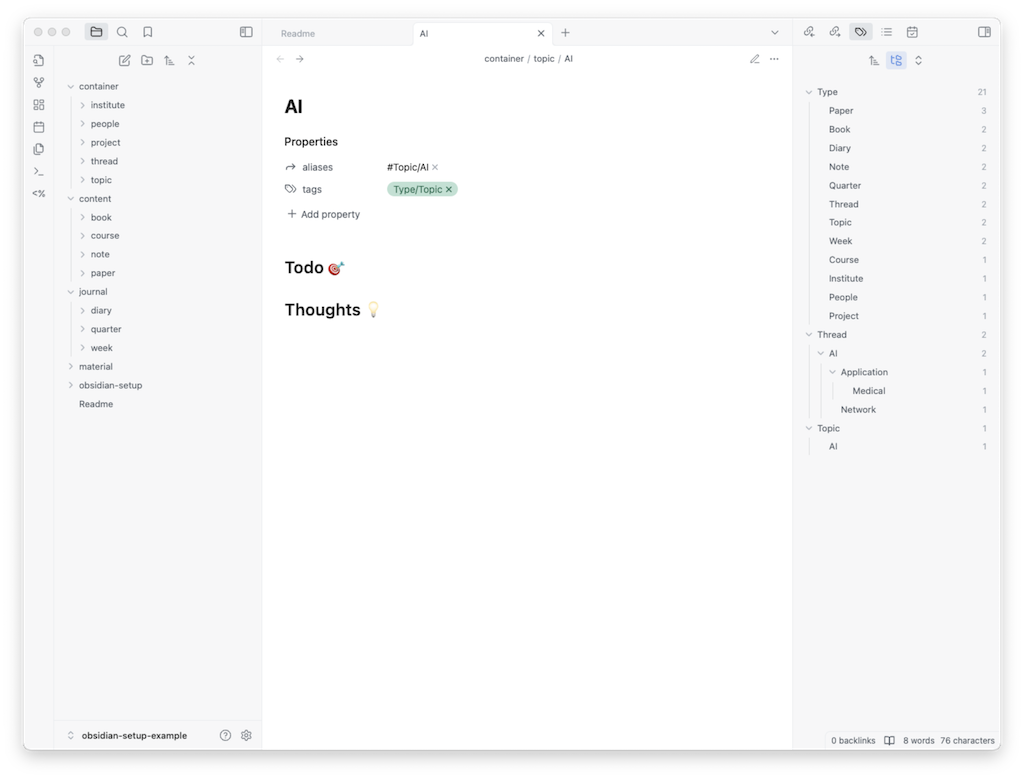 Readme
AI
container / topic / AI
container
institute
people
project
thread
topic
content
book
course
note
paper
journal
diary
quarter
week
material
obsidian-setup
Readme
obsidian-setup-example
AI
Properties
aliases #Topic/AI
tags Type/Topic
Add property
Todo 🎯
Thoughts 💡
Type 21
Paper 3
Book 2
Diary 2
Note 2
Quarter 2
Thread 2
Topic 2
Week 2
Course 1
Institute 1
People 1
Project 1
Thread 2
AI 2
Application 1
Medical 1
Network 1
Topic 1
AI 1
0 backlinks 8 words 76 characters